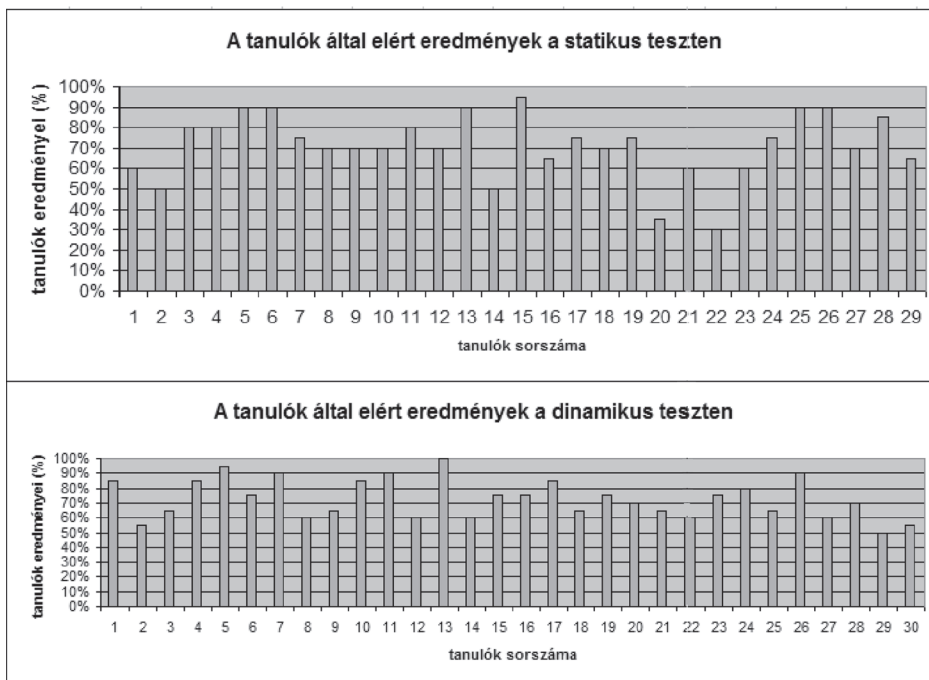 A tanulók által elért eredmények a statikus teszten
tanulók eredményei (%)
100%
90%
80%
70%
60%
50%
40%
30%
20%
10%
0%
1 2 3 4 5 6 7 8 9 10 11 12 13 14 15 16 17 18 19 20 21 22 23 24 25 26 27 28 29
tanulók sorszáma
A tanulók által elért eredmények a dinamikus teszten
tanulók eredményei (%)
100%
90%
80%
70%
60%
50%
40%
30%
20%
10%
0%
1 2 3 4 5 6 7 8 9 10 11 12 13 14 15 16 17 18 19 20 21 22 23 24 25 26 27 28 29 30
tanulók sorszáma